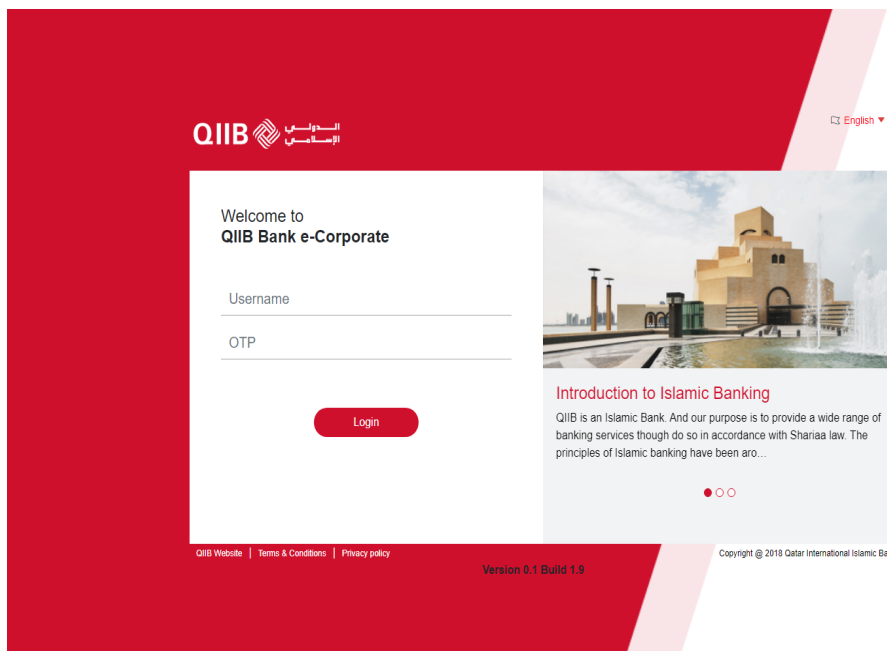 QIIB الدولي
الإسلامي
English
Welcome to
QIIB Bank e-Corporate
Username
OTP
Login
Introduction to Islamic Banking
QIIB is an Islamic Bank. And our purpose is to provide a wide range of
banking services though do so in accordance with Shariaa law. The
principles of Islamic banking have been aro...
QIIB Website | Terms & Conditions | Privacy policy
Copyright @ 2018 Qatar International Islamic Ba
Version 0.1 Build 1.9